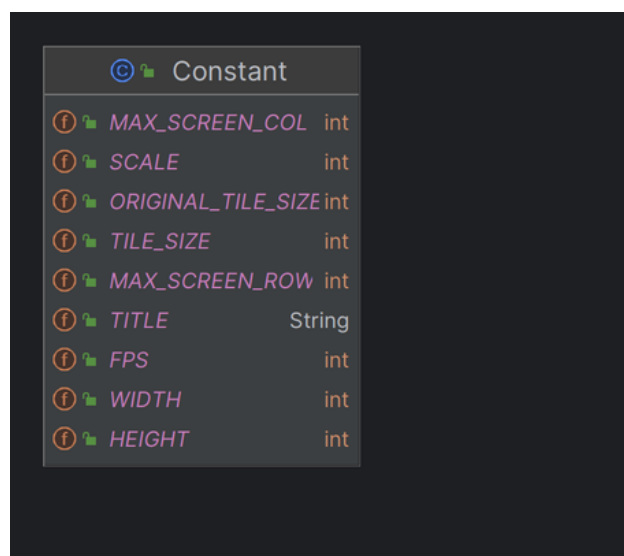 Constant
MAX_SCREEN_COL int
SCALE int
ORIGINAL_TILE_SIZE int
TILE_SIZE int
MAX_SCREEN_ROW int
TITLE String
FPS int
WIDTH int
HEIGHT int